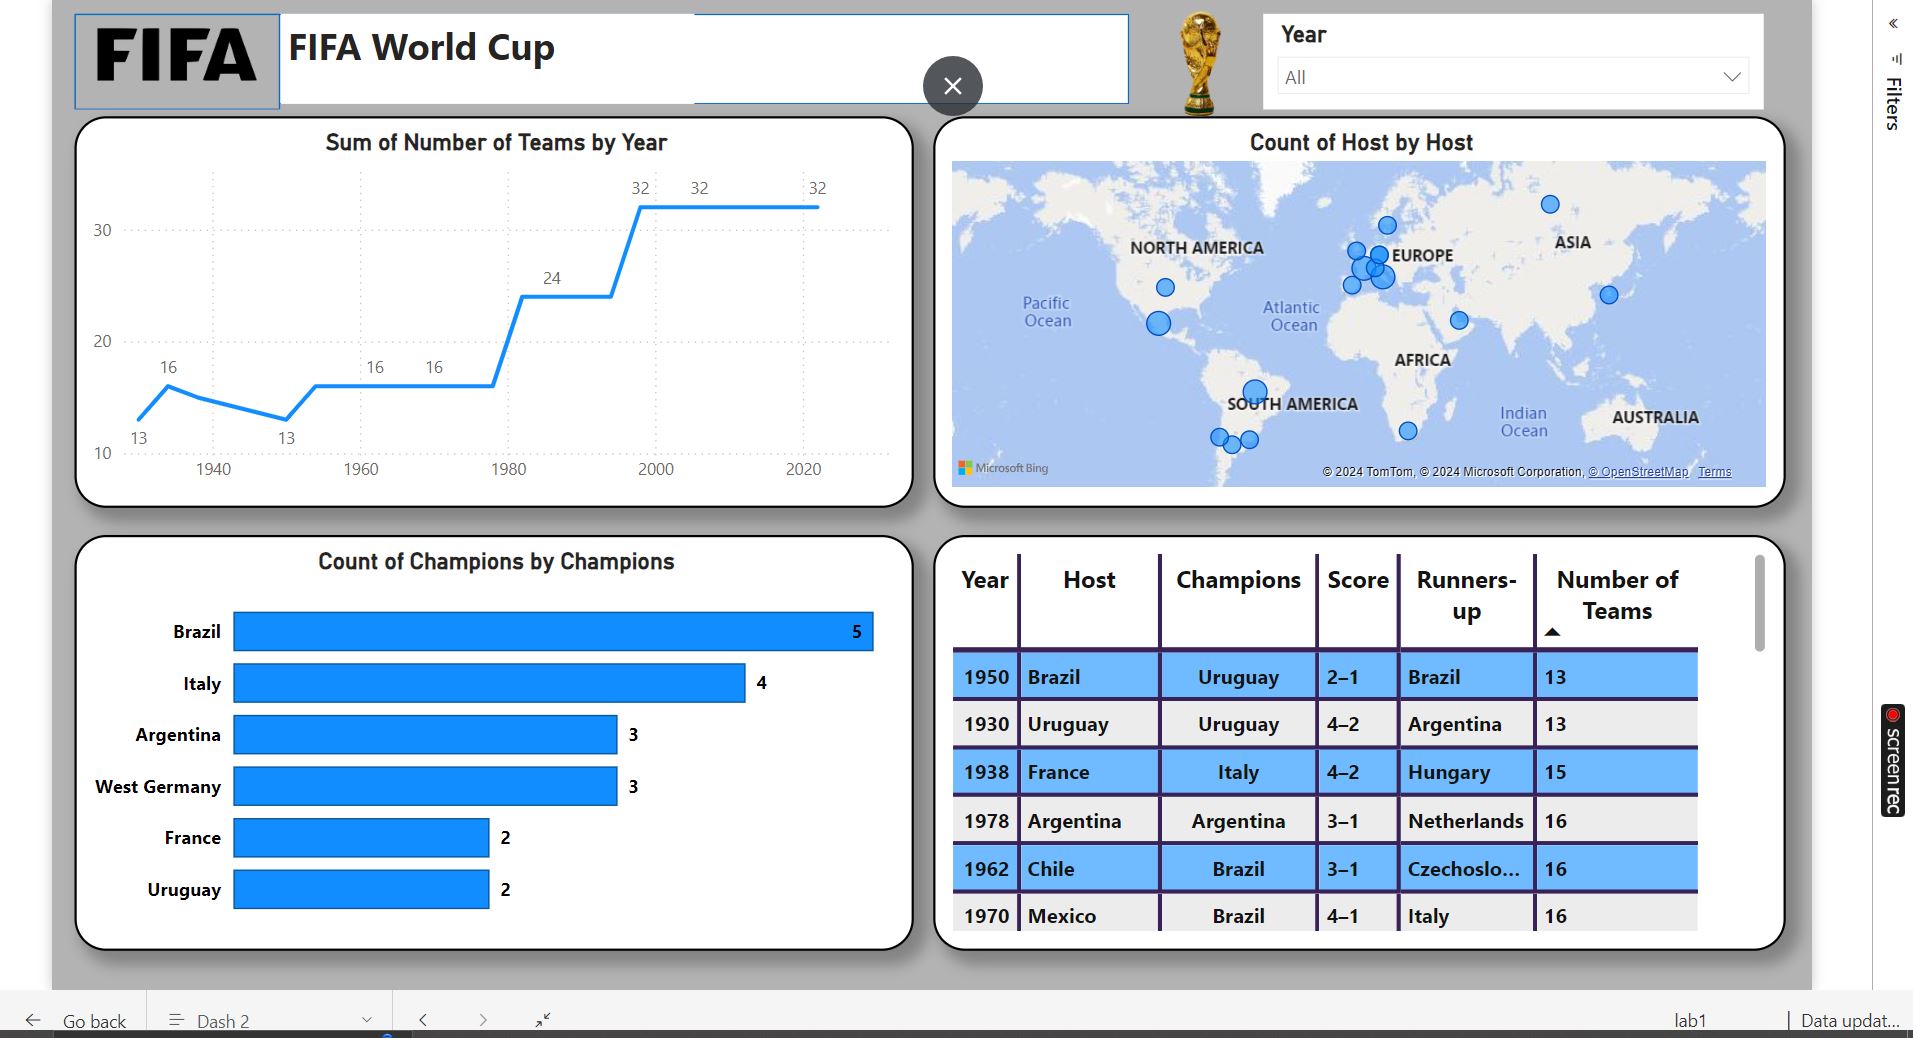 FIFA
FIFA World Cup
Year
All
«
Filters
Sum of Number of Teams by Year
30
20
10
1940
1960
1980
2000
2020
13
16
13
16
16
24
32
32
32
Count of Host by Host
NORTH AMERICA
EUROPE
ASIA
Pacific
Ocean
Atlantic
Ocean
AFRICA
SOUTH AMERICA
Indian
Ocean
AUSTRALIA
Microsoft Bing
© 2024 TomTom, © 2024 Microsoft Corporation, © OpenStreetMap Terms
Count of Champions by Champions
Brazil 5
Italy 4
Argentina 3
West Germany 3
France 2
Uruguay 2
Year Host Champions Score Runners-up Number of Teams
1950 Brazil Uruguay 2–1 Brazil 13
1930 Uruguay Uruguay 4–2 Argentina 13
1938 France Italy 4–2 Hungary 15
1978 Argentina Argentina 3–1 Netherlands 16
1962 Chile Brazil 3–1 Czechoslo... 16
1970 Mexico Brazil 4–1 Italy 16
screenrec
Go back
Dash 2
lab1
Data updat...